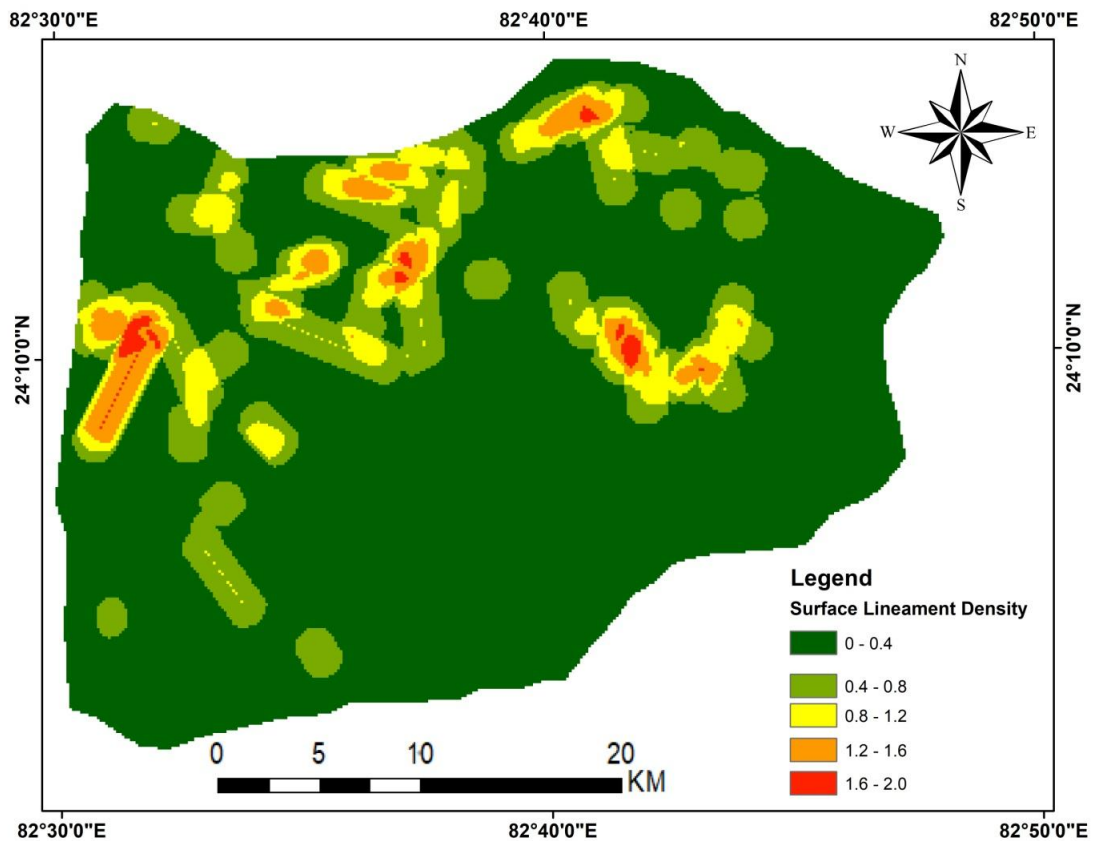 82°30'0"E 82°40'0"E 82°50'0"E
N
W E
S
24°10'0"N 24°10'0"N
Legend
Surface Lineament Density
0 - 0.4
0.4 - 0.8
0.8 - 1.2
1.2 - 1.6
1.6 - 2.0
0 5 10 20
KM
82°30'0"E 82°40'0"E 82°50'0"E